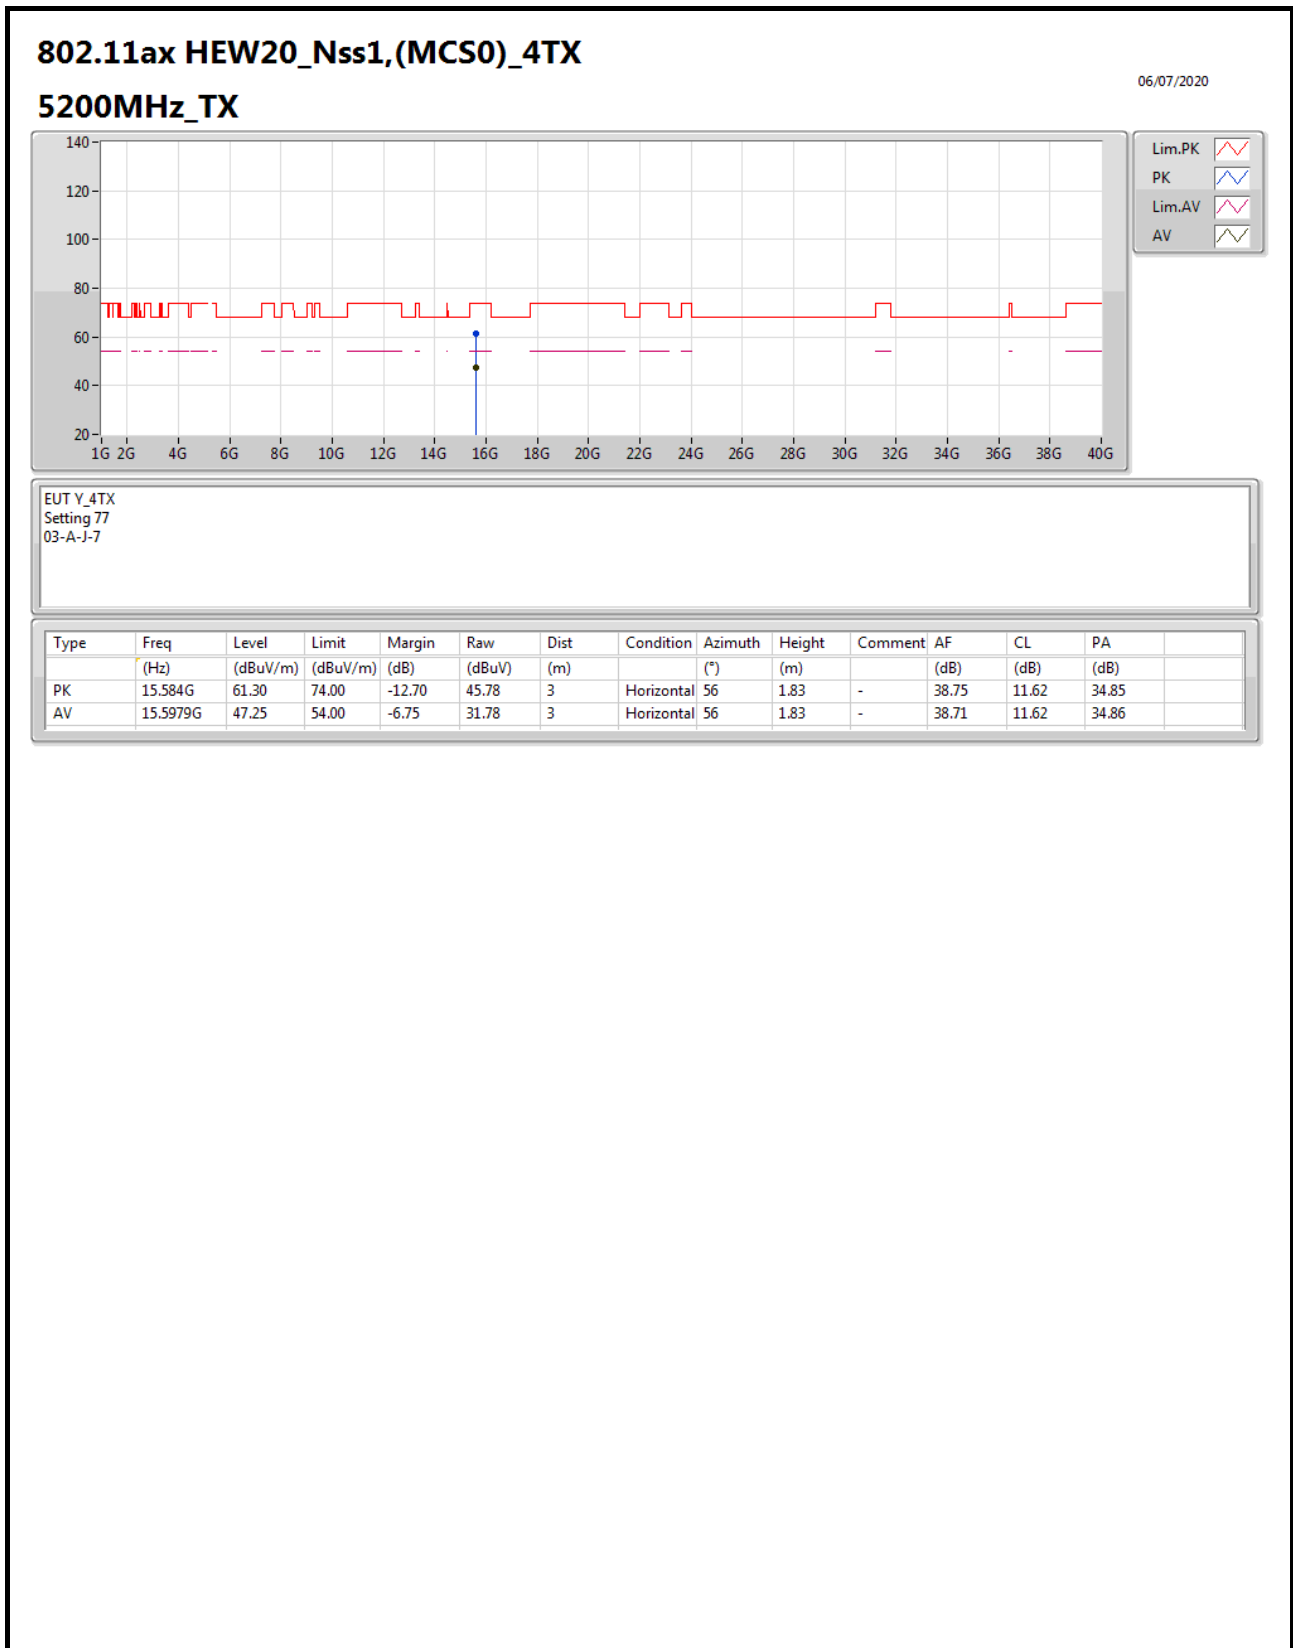 802.11ax HEW20_Nss1,(MCS0)_4TX
06/07/2020
5200MHz_TX
140
120
100
80
60
40
20
1G 2G 4G 6G 8G 10G 12G 14G 16G 18G 20G 22G 24G 26G 28G 30G 32G 34G 36G 38G 40G
Lim.PK
PK
Lim.AV
AV
EUT Y_4TX
Setting 77
03-A-J-7
Type Freq Level Limit Margin Raw Dist Condition Azimuth Height Comment AF CL PA
(Hz) (dBuV/m) (dBuV/m) (dB) (dBuV) (m) (°) (m) (dB) (dB) (dB)
PK 15.584G 61.30 74.00 -12.70 45.78 3 Horizontal 56 1.83 - 38.75 11.62 34.85
AV 15.5979G 47.25 54.00 -6.75 31.78 3 Horizontal 56 1.83 - 38.71 11.62 34.86